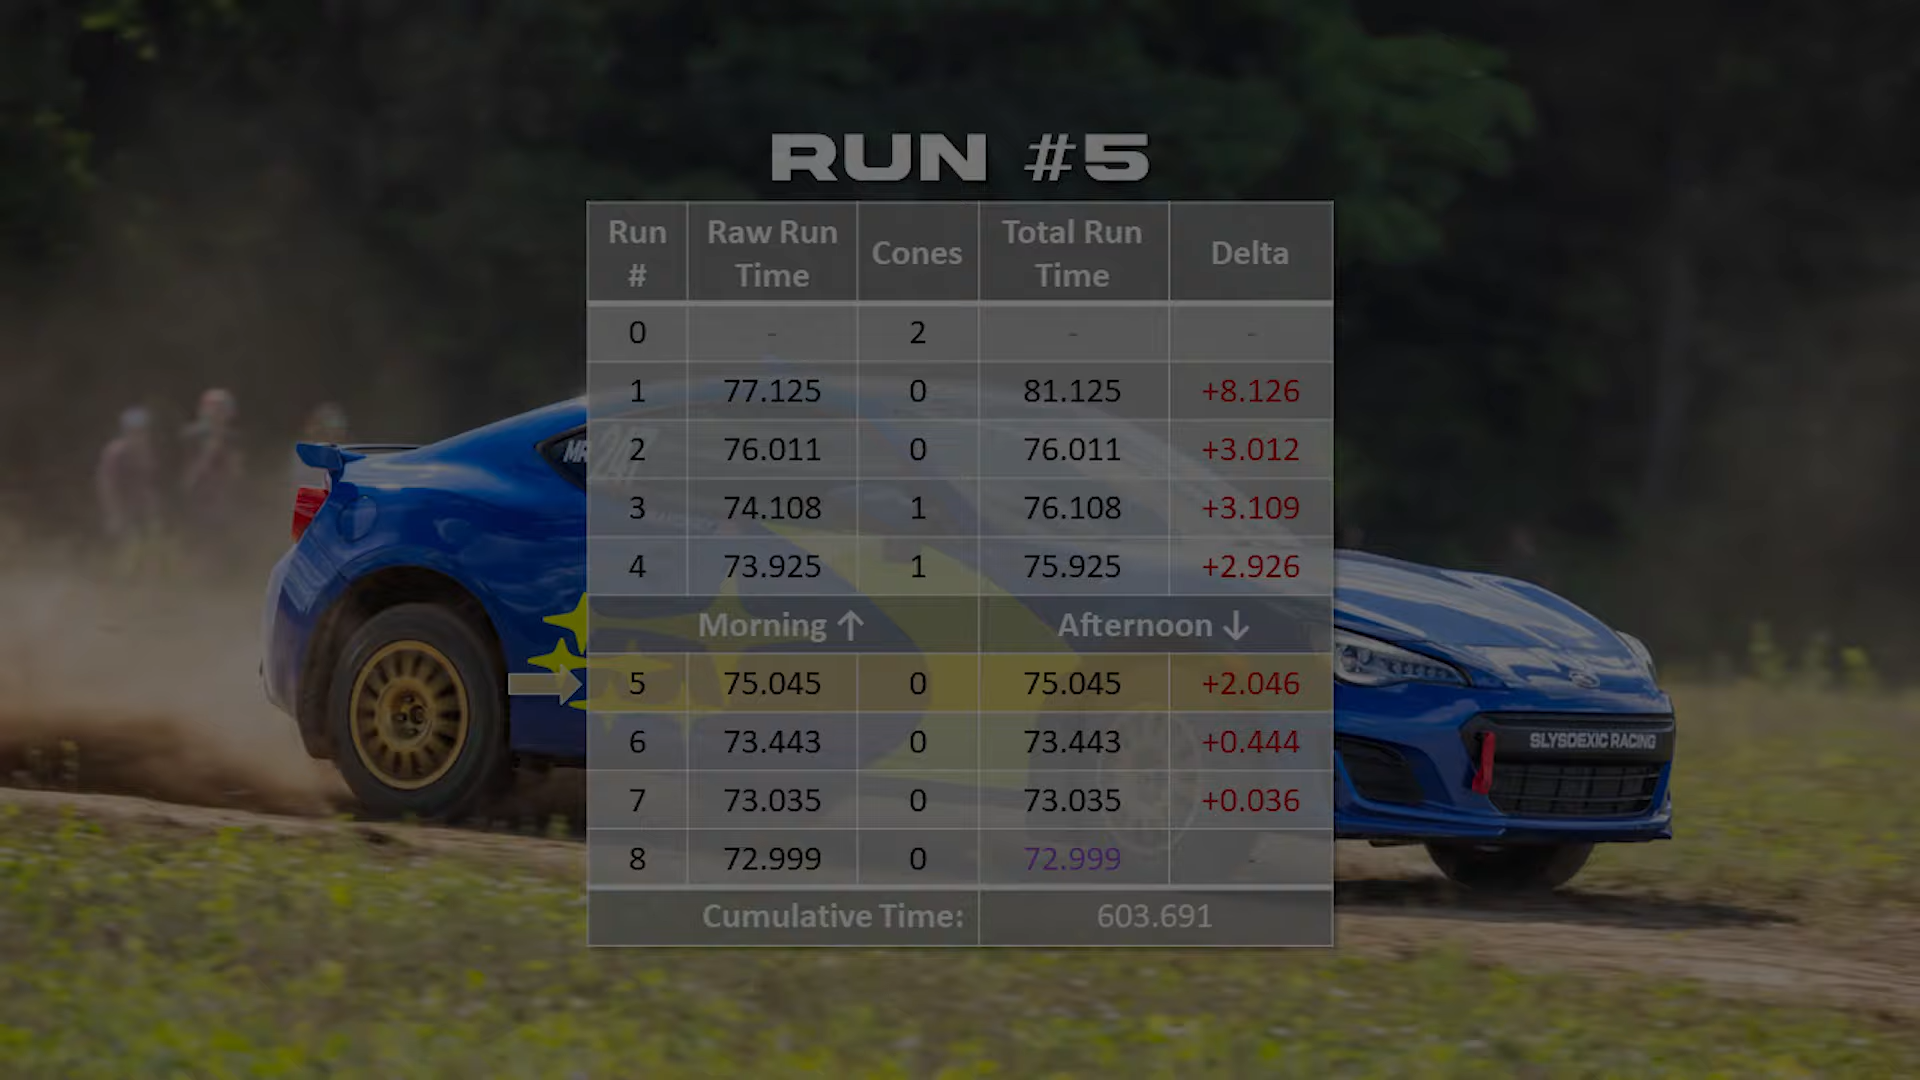 RUN #5
Run # Raw Run Time Cones Total Run Time Delta
0 - 2 - -
1 77.125 0 81.125 +8.126
2 76.011 0 76.011 +3.012
3 74.108 1 76.108 +3.109
4 73.925 1 75.925 +2.926
Morning ↑ Afternoon ↓
5 75.045 0 75.045 +2.046
6 73.443 0 73.443 +0.444
7 73.035 0 73.035 +0.036
8 72.999 0 72.999 -
Cumulative Time: 603.691
SLYSDEXIC RACING